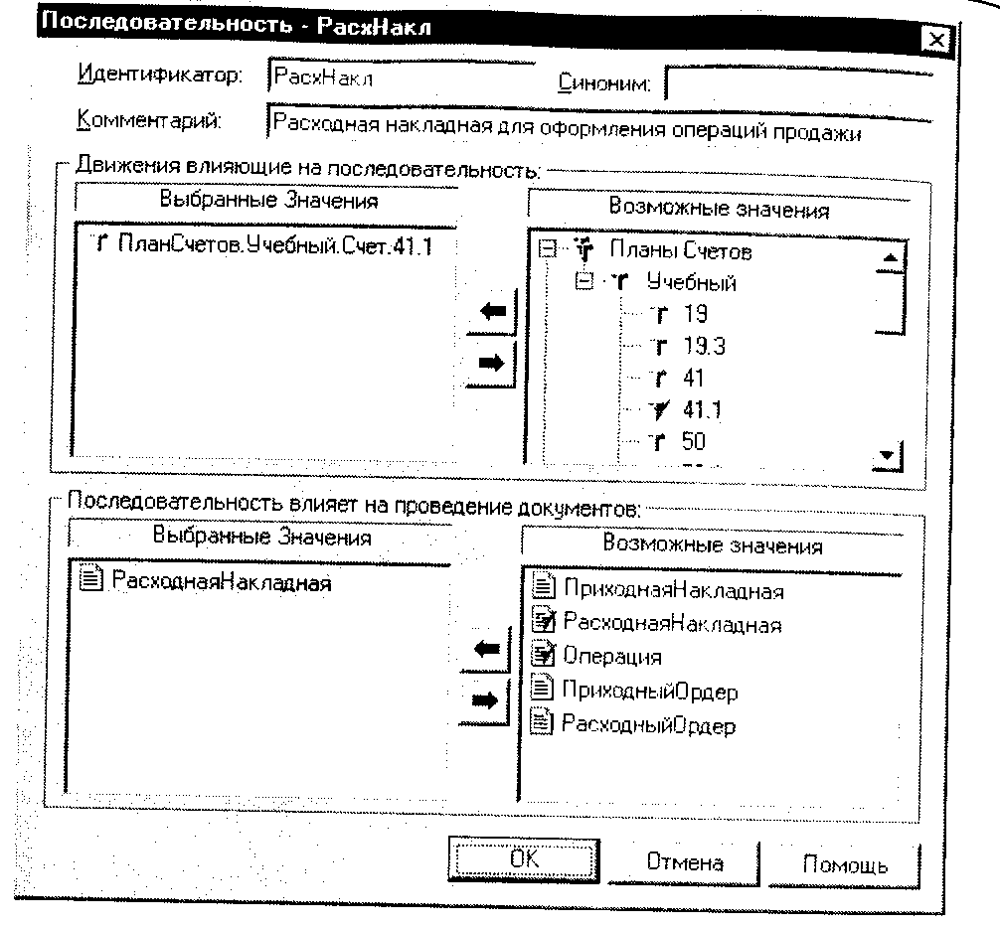 Последовательность - РасхНакл
Идентификатор: РасхНакл Синоним:
Комментарий: Расходная накладная для оформления операций продажи
Движения влияющие на последовательность:
Выбранные Значения
ПланСчетов.Учебный.Счет.41.1
Возможные значения
Планы Счетов
Учебный
19
19.3
41
41.1
50
Последовательность влияет на проведение документов:
Выбранные Значения
РасходнаяНакладная
Возможные значения
ПриходнаяНакладная
РасходнаяНакладная
Операция
ПриходныйОрдер
РасходныйОрдер
OK Отмена Помощь